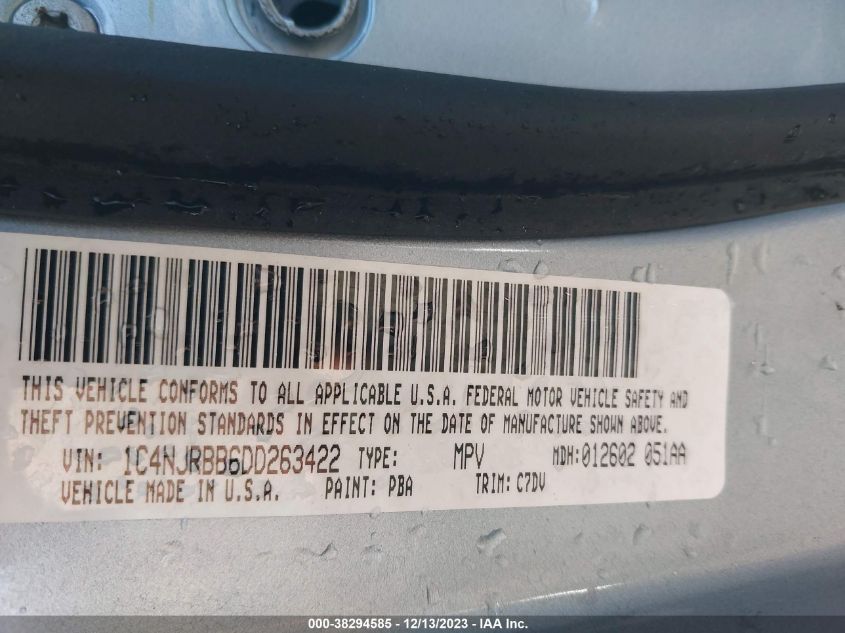 THIS VEHICLE CONFORMS TO ALL APPLICABLE U.S.A. FEDERAL MOTOR VEHICLE SAFETY AND
THEFT PREVENTION STANDARDS IN EFFECT ON THE DATE OF MANUFACTURE SHOWN ABOVE.
VIN: 1C4NJRBB6DD263422 TYPE: MPV MDH:012602 051AA
VEHICLE MADE IN U.S.A. PAINT: PBA TRIM: C7DV
000-38294585 - 12/13/2023 - IAA Inc.